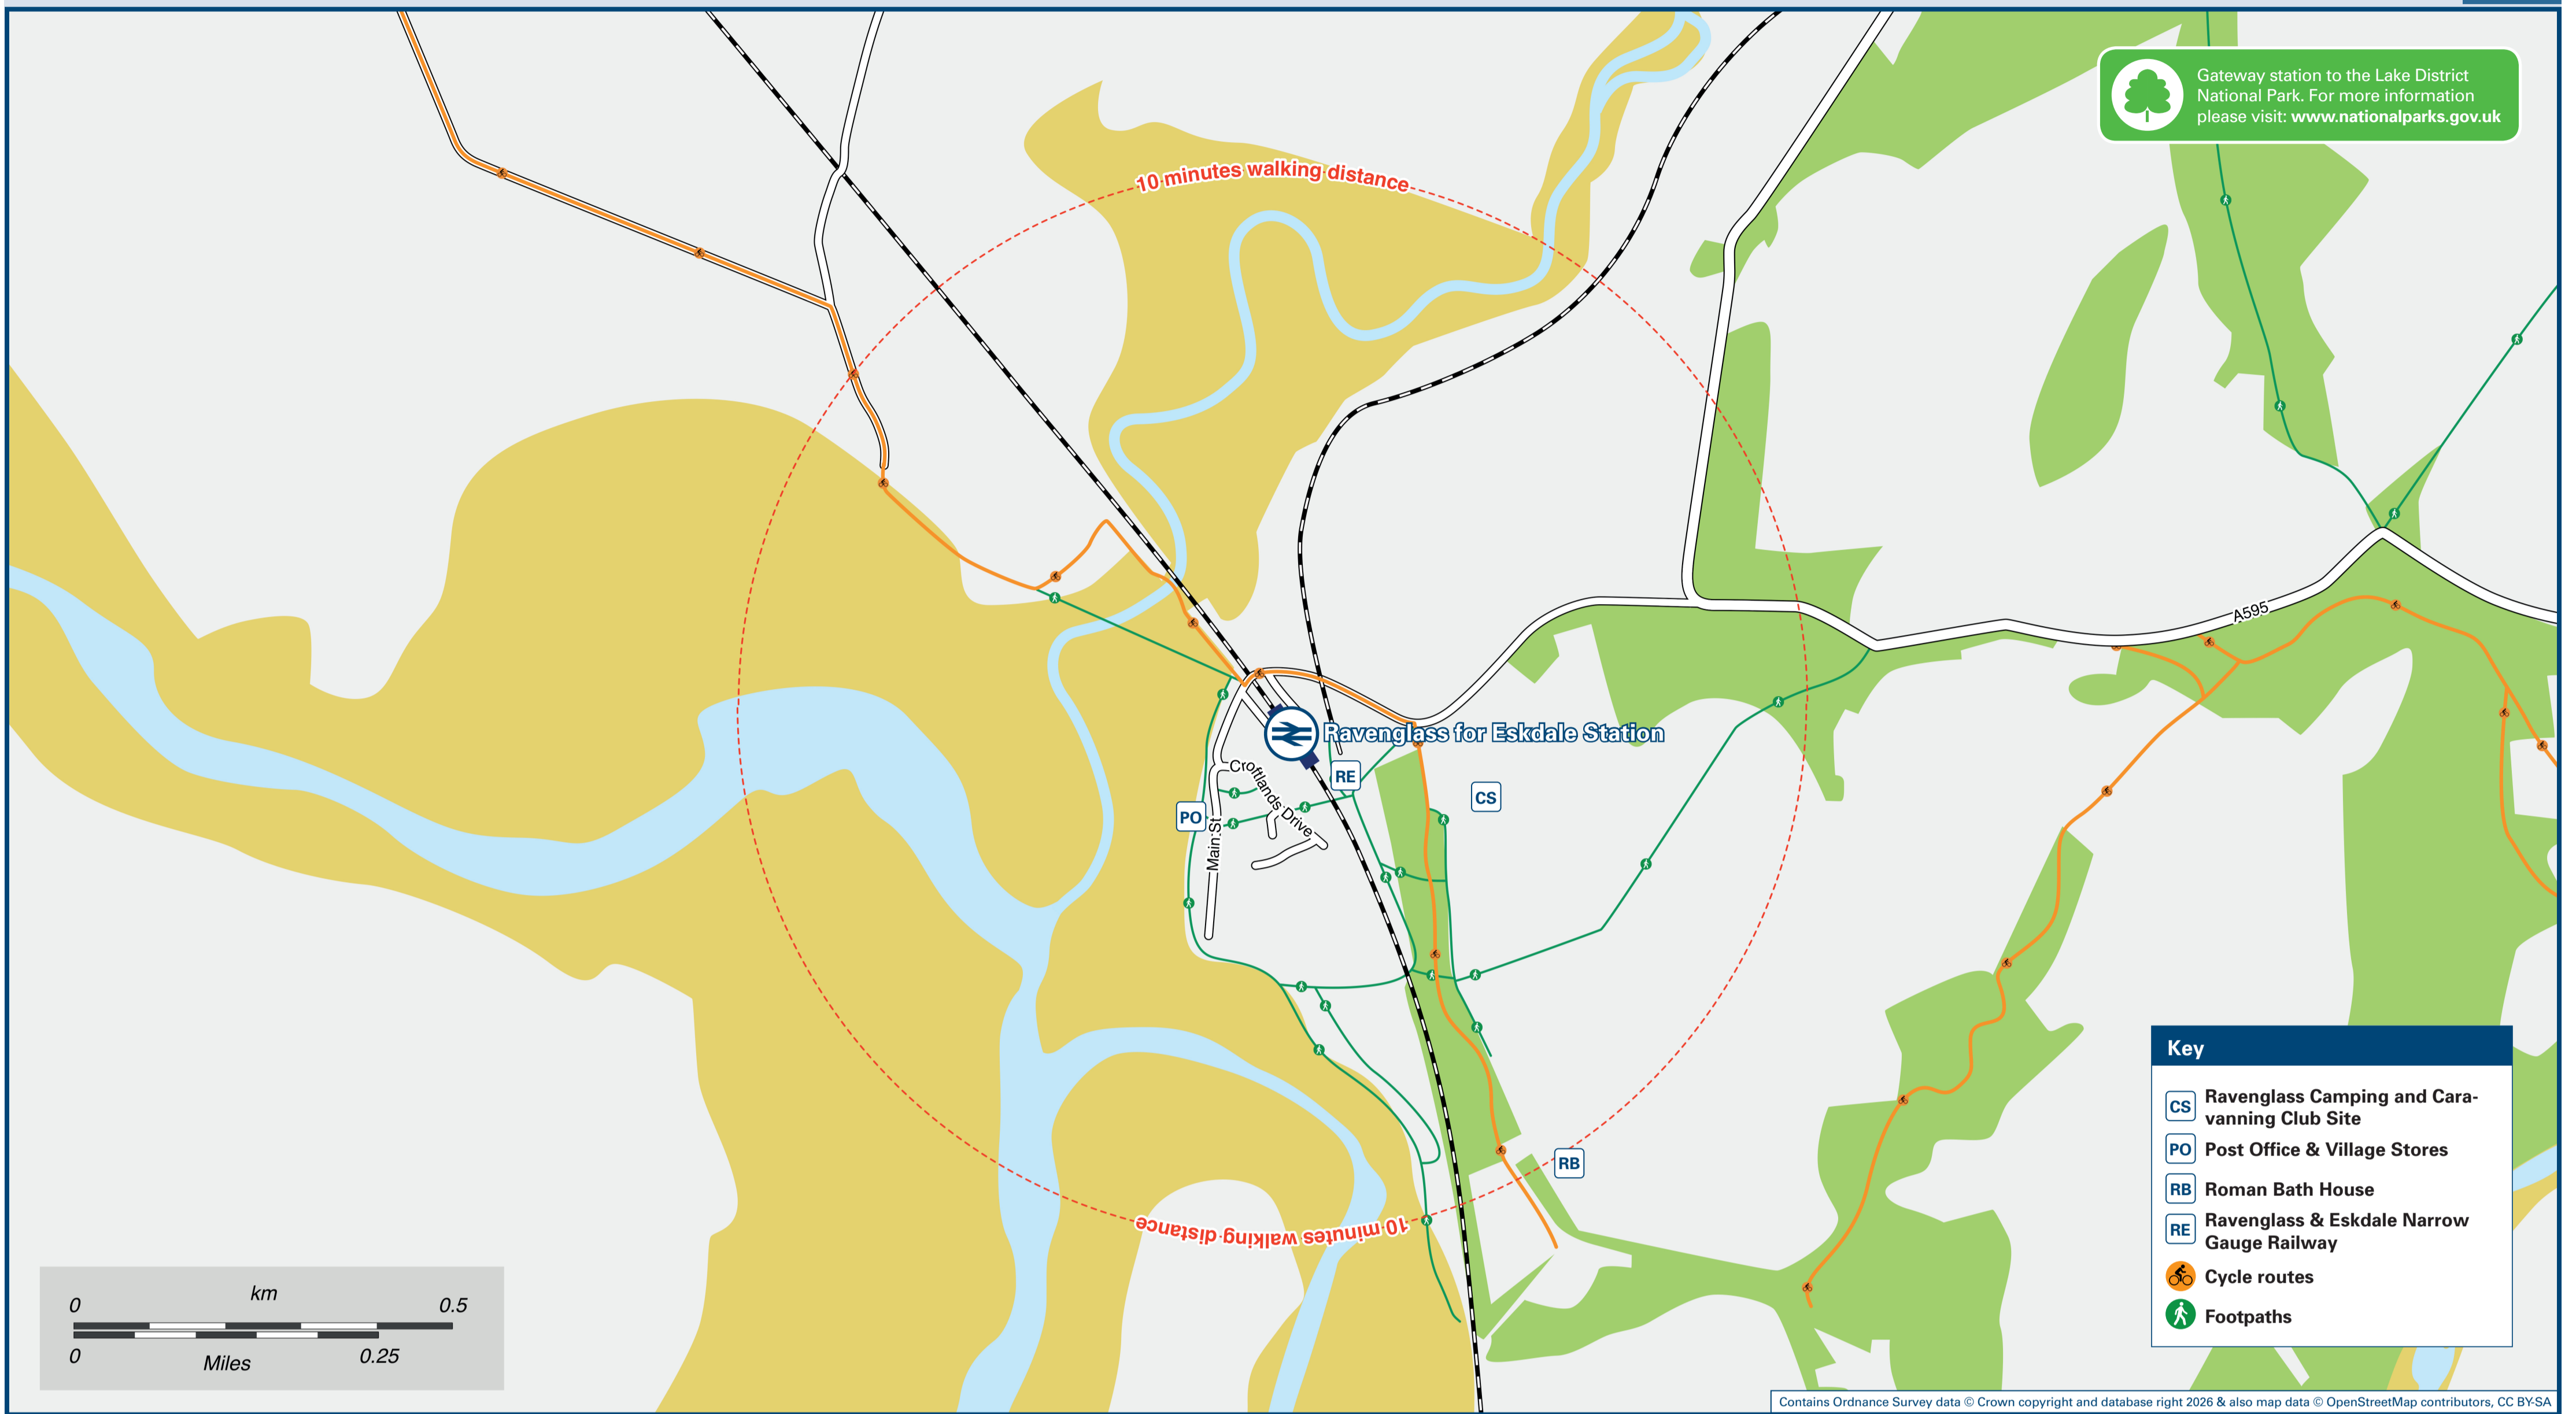 Gateway station to the Lake District
National Park. For more information
please visit: www.nationalparks.gov.uk
10 minutes walking distance
A595
Ravenglass for Eskdale Station
Croftlands Drive
RE
CS
PO
Main St
RB
10 minutes walking distance
Key
CS Ravenglass Camping and Cara-
vanning Club Site
PO Post Office & Village Stores
RB Roman Bath House
RE Ravenglass & Eskdale Narrow
Gauge Railway
Cycle routes
Footpaths
km
0 0.5
0 Miles 0.25
Contains Ordnance Survey data © Crown copyright and database right 2026 & also map data © OpenStreetMap contributors, CC BY-SA